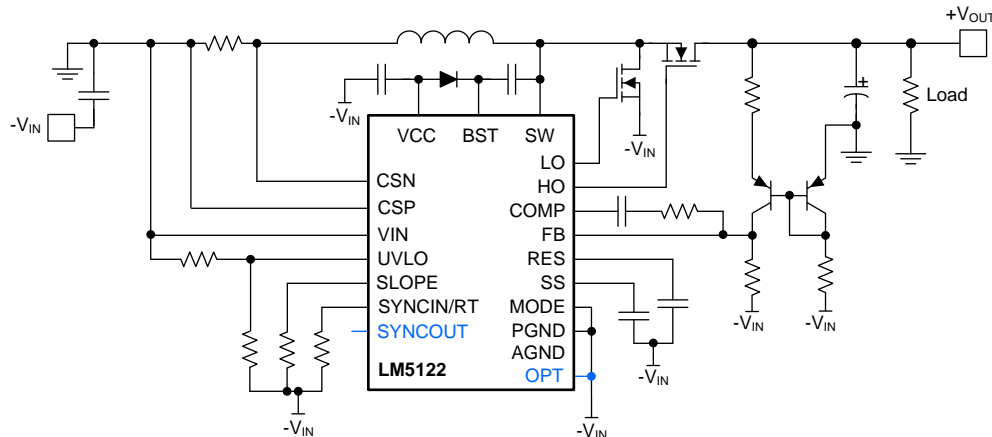 +VOUT
Load
-VIN
-VIN
-VIN
VCC
BST
SW
LO
HO
COMP
FB
RES
SS
MODE
PGND
AGND
OPT
CSN
CSP
VIN
UVLO
SLOPE
SYNCIN/RT
SYNCOUT
LM5122
-VIN
-VIN
-VIN
-VIN
-VIN